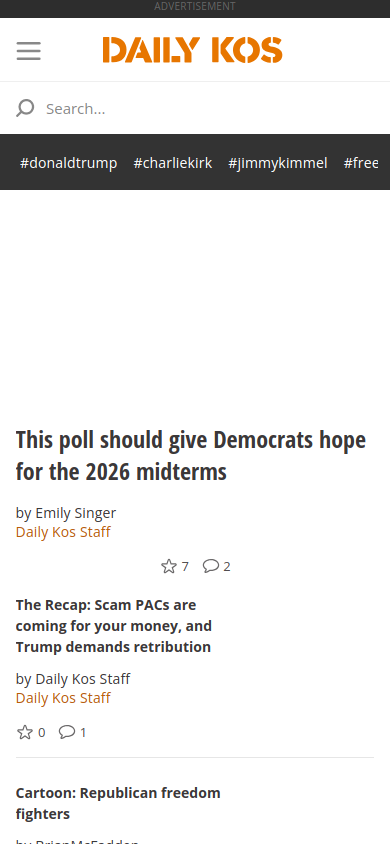 ADVERTISEMENT
DAILY KOS
Search...
#donaldtrump #charliekirk #jimmykimmel #free
This poll should give Democrats hope
for the 2026 midterms
by Emily Singer
Daily Kos Staff
7 2
The Recap: Scam PACs are
coming for your money, and
Trump demands retribution
by Daily Kos Staff
Daily Kos Staff
0 1
Cartoon: Republican freedom
fighters
by BrianMcFadden